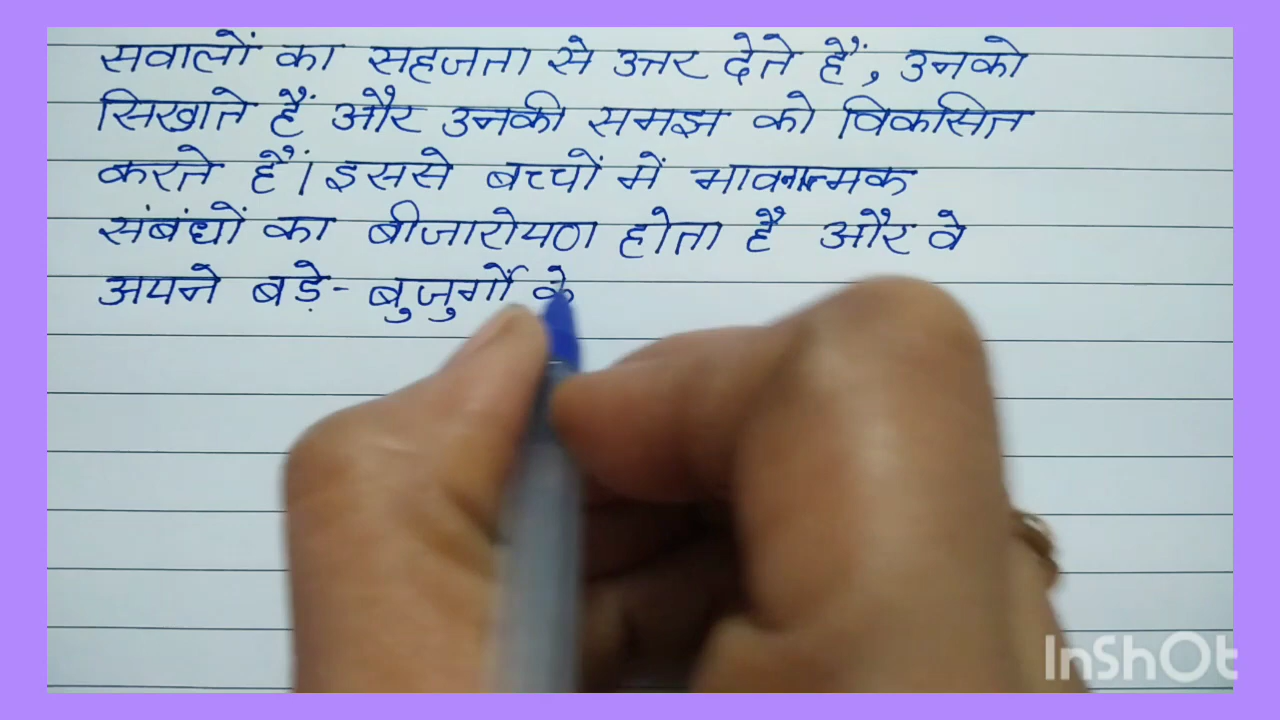 सवालों का सहजता से उत्तर देते हैं, उनको
सिखाते हैं और उनकी समझ को विकसित
करते हैं। इससे बच्चों में भावनात्मक
संबंधों का बीजारोपण होता है और वे
अपने बड़े-बुजुर्गों के
InShOt